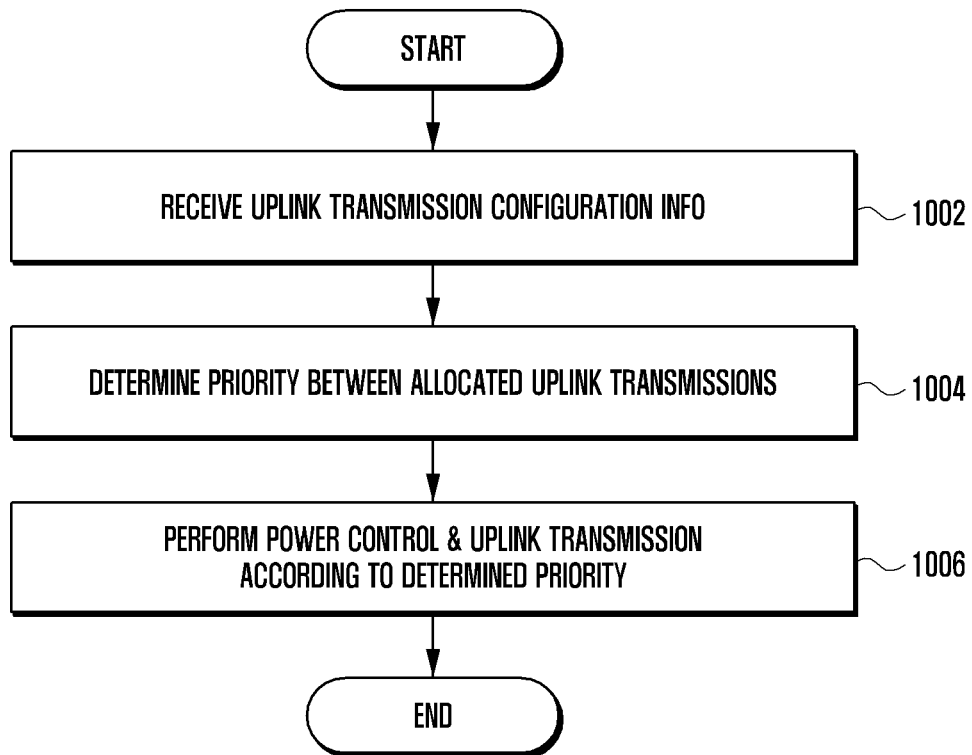 START
RECEIVE UPLINK TRANSMISSION CONFIGURATION INFO
1002
DETERMINE PRIORITY BETWEEN ALLOCATED UPLINK TRANSMISSIONS
1004
PERFORM POWER CONTROL & UPLINK TRANSMISSION
ACCORDING TO DETERMINED PRIORITY
1006
END